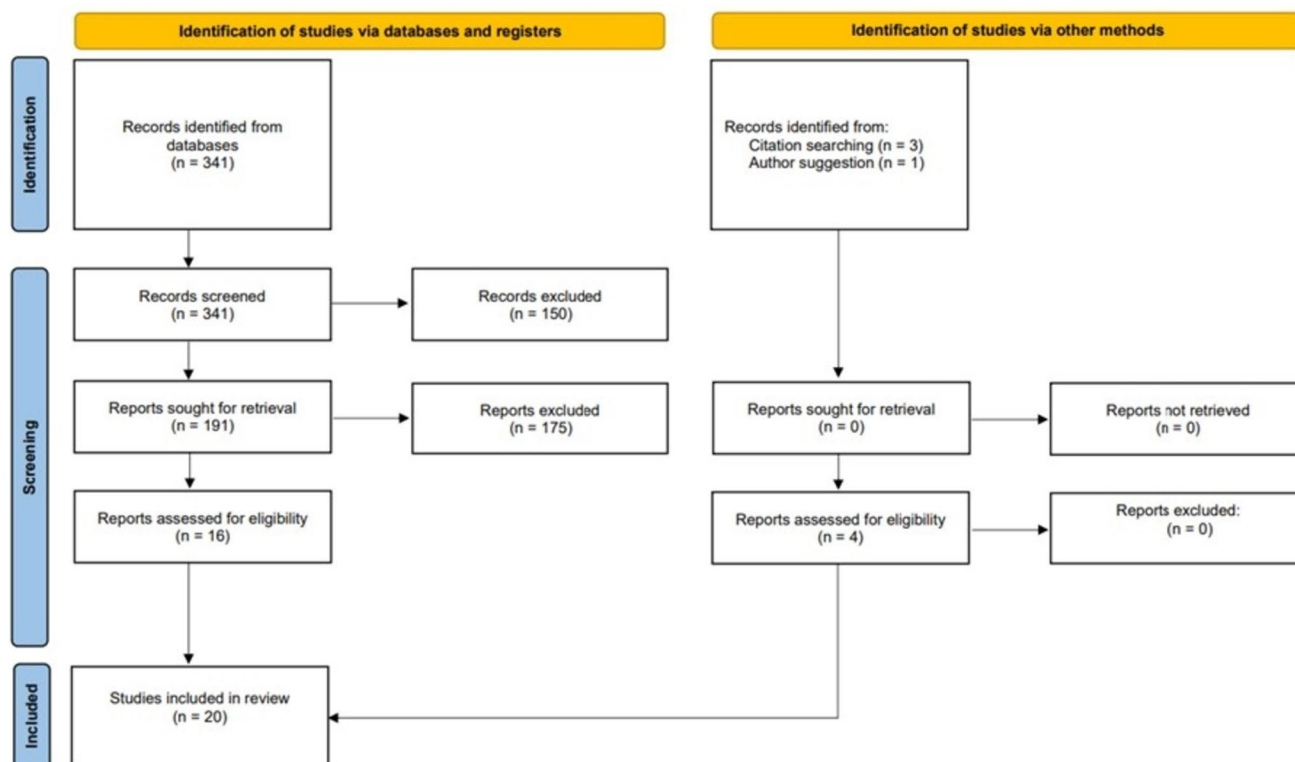 Identification of studies via databases and registers
Identification of studies via other methods
Identification
Records identified from
databases
(n = 341)
Records identified from:
Citation searching (n = 3)
Author suggestion (n = 1)
Screening
Records screened
(n = 341)
Records excluded
(n = 150)
Reports sought for retrieval
(n = 191)
Reports excluded
(n = 175)
Reports sought for retrieval
(n = 0)
Reports not retrieved
(n = 0)
Reports assessed for eligibility
(n = 16)
Reports assessed for eligibility
(n = 4)
Reports excluded:
(n = 0)
Included
Studies included in review
(n = 20)